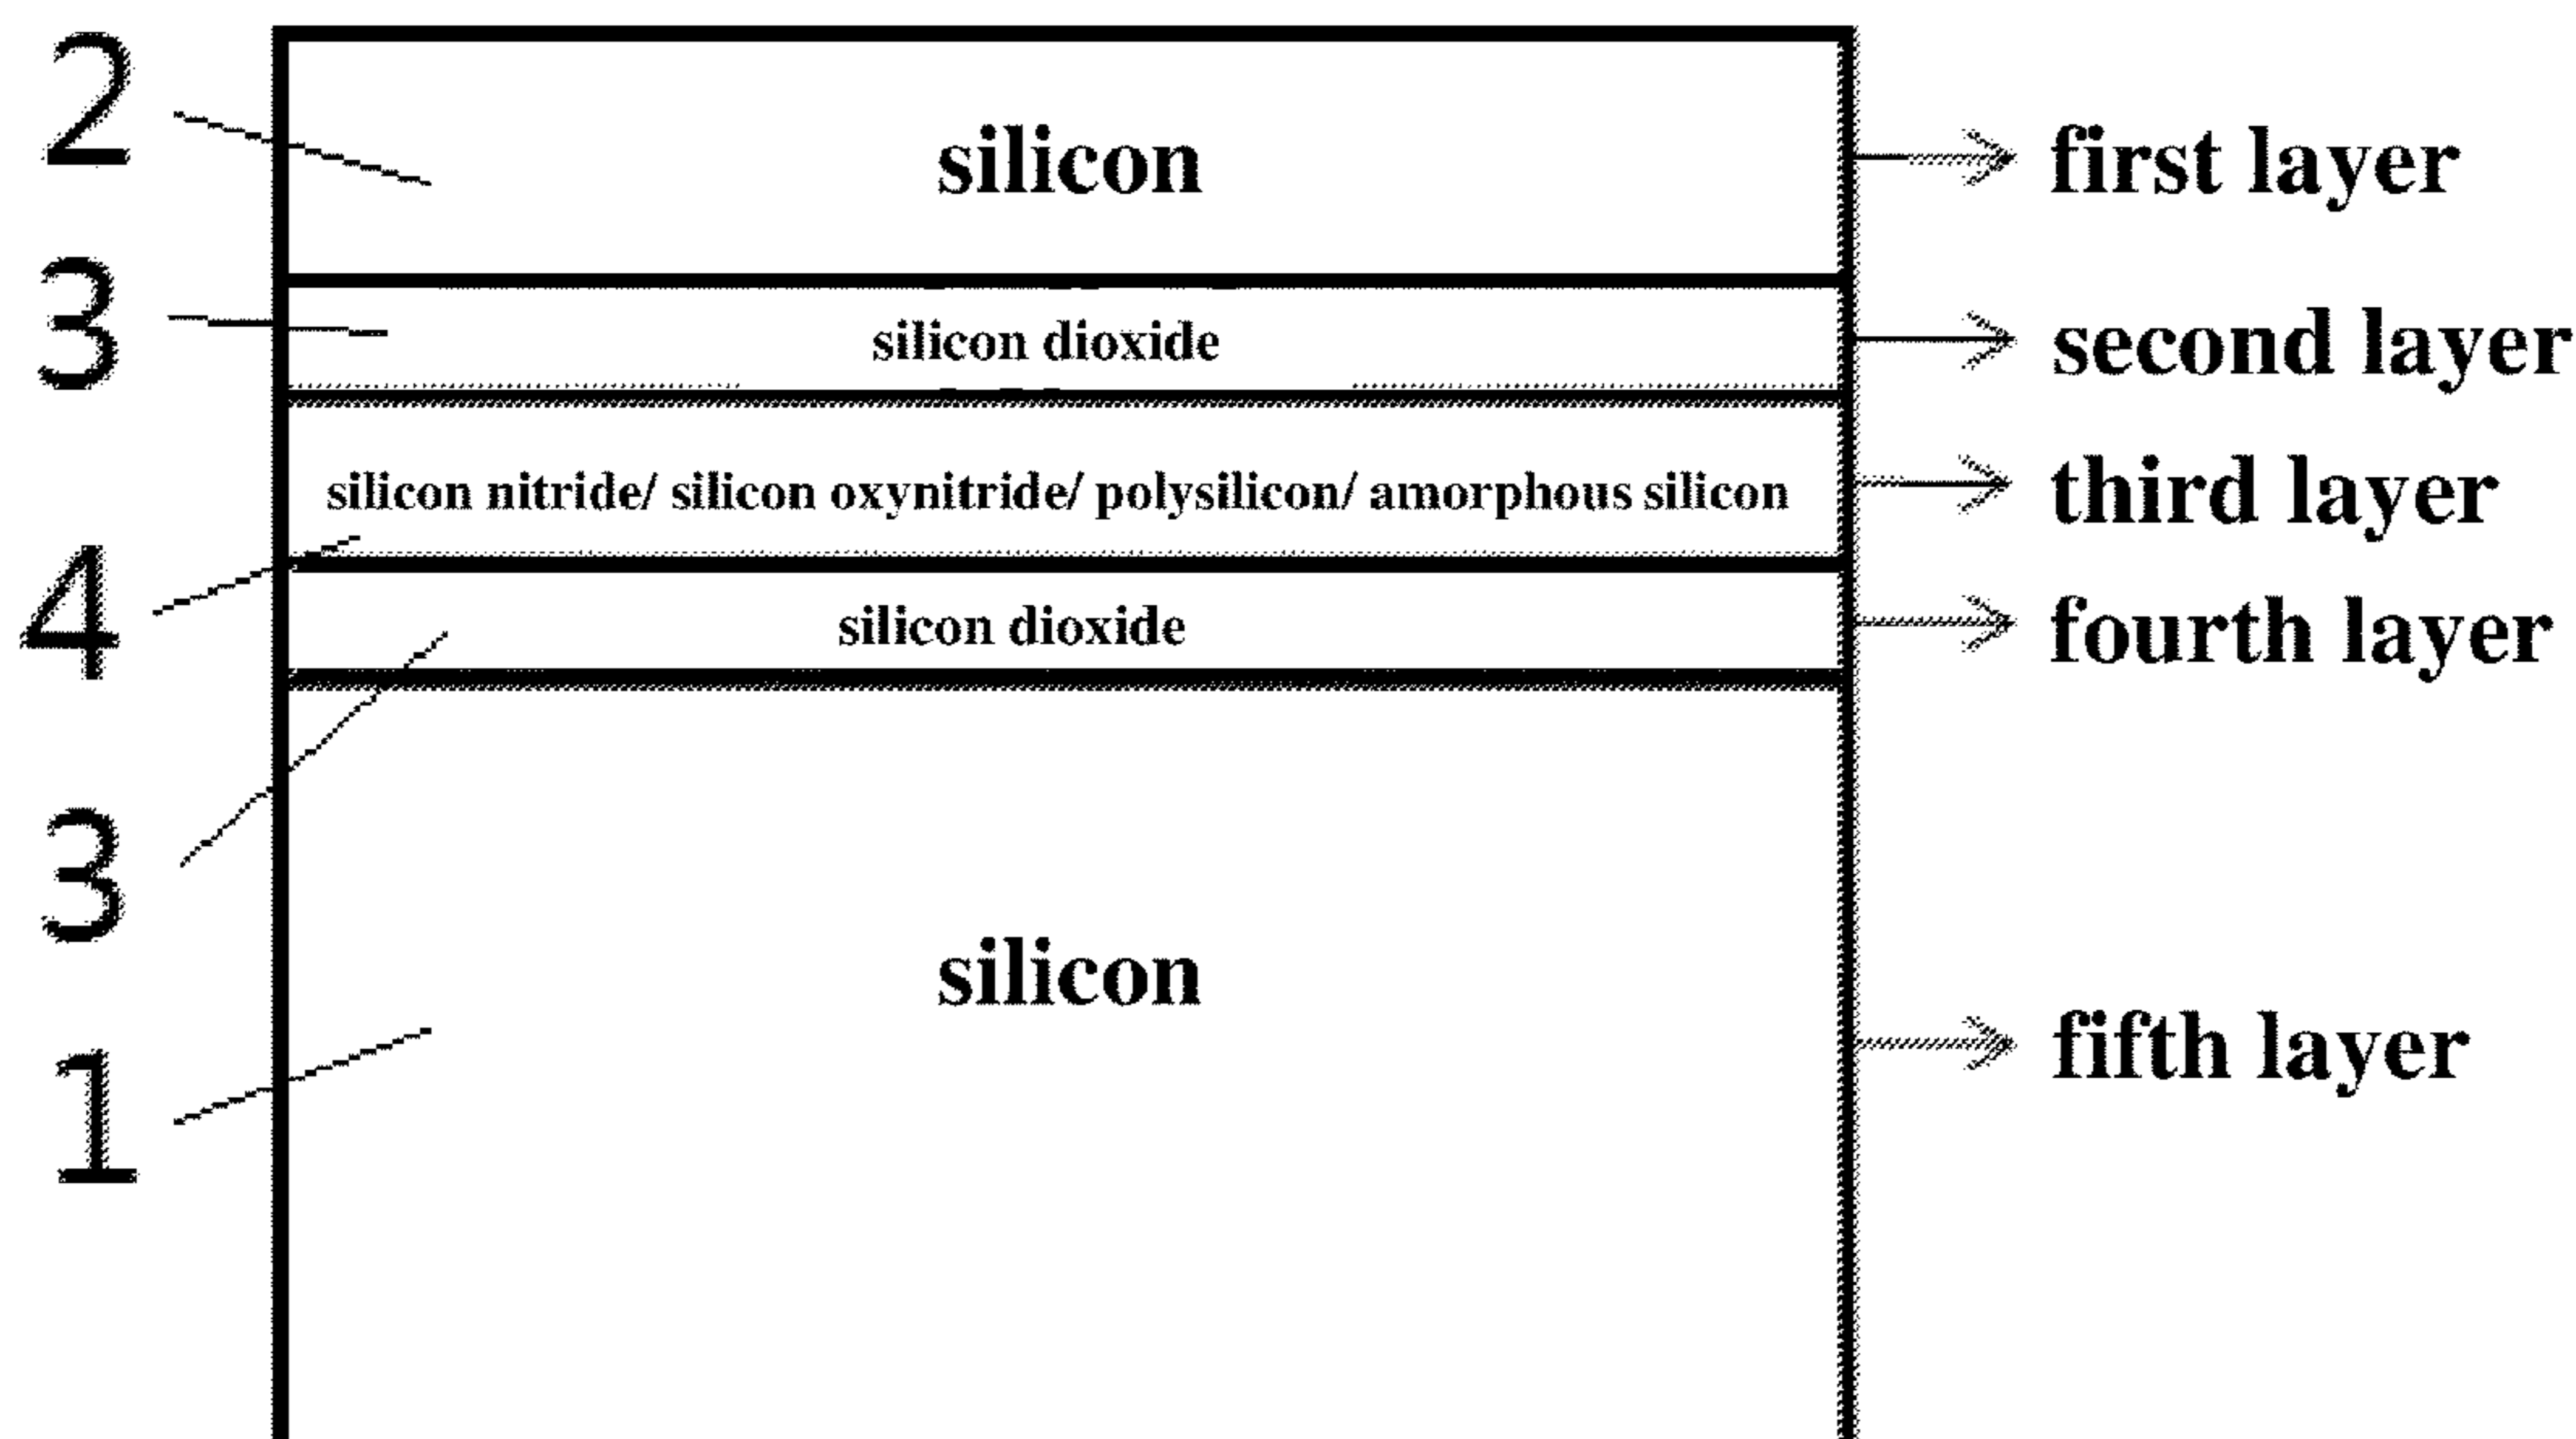 2
silicon
first layer
3
silicon dioxide
second layer
silicon nitride/ silicon oxynitride/ polysilicon/ amorphous silicon
third layer
4
silicon dioxide
fourth layer
3
silicon
fifth layer
1